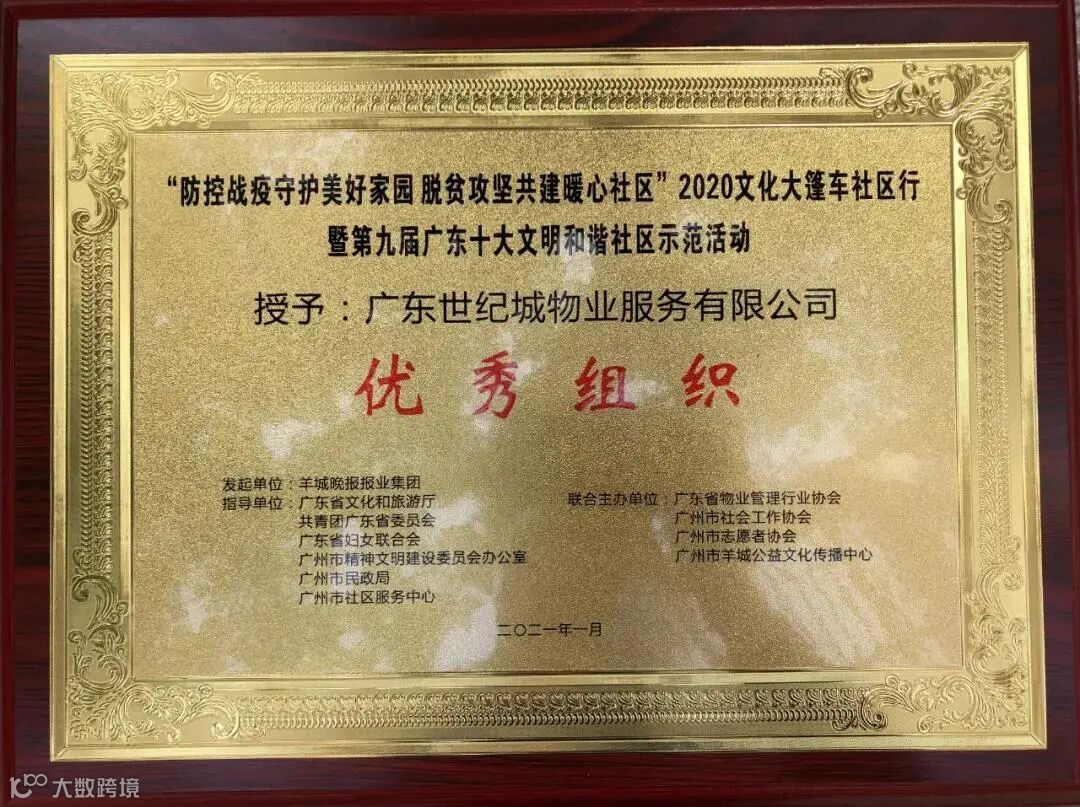 “防控战疫守护美好家园 脱贫攻坚共建暖心社区”2020文化大篷车社区行
暨第九届广东十大文明和谐社区示范活动
授予：广东世纪城物业服务有限公司
优秀组织
发起单位：羊城晚报报业集团
指导单位：广东省文化和旅游厅
共青团广东省委员会
广东省妇女联合会
广州市精神文明建设委员会办公室
广州市民政局
广州市社区服务中心
联合主办单位：广东省物业管理行业协会
广州市社会工作协会
广州市志愿者协会
广州市羊城公益文化传播中心
二〇二一年一月
大数跨境